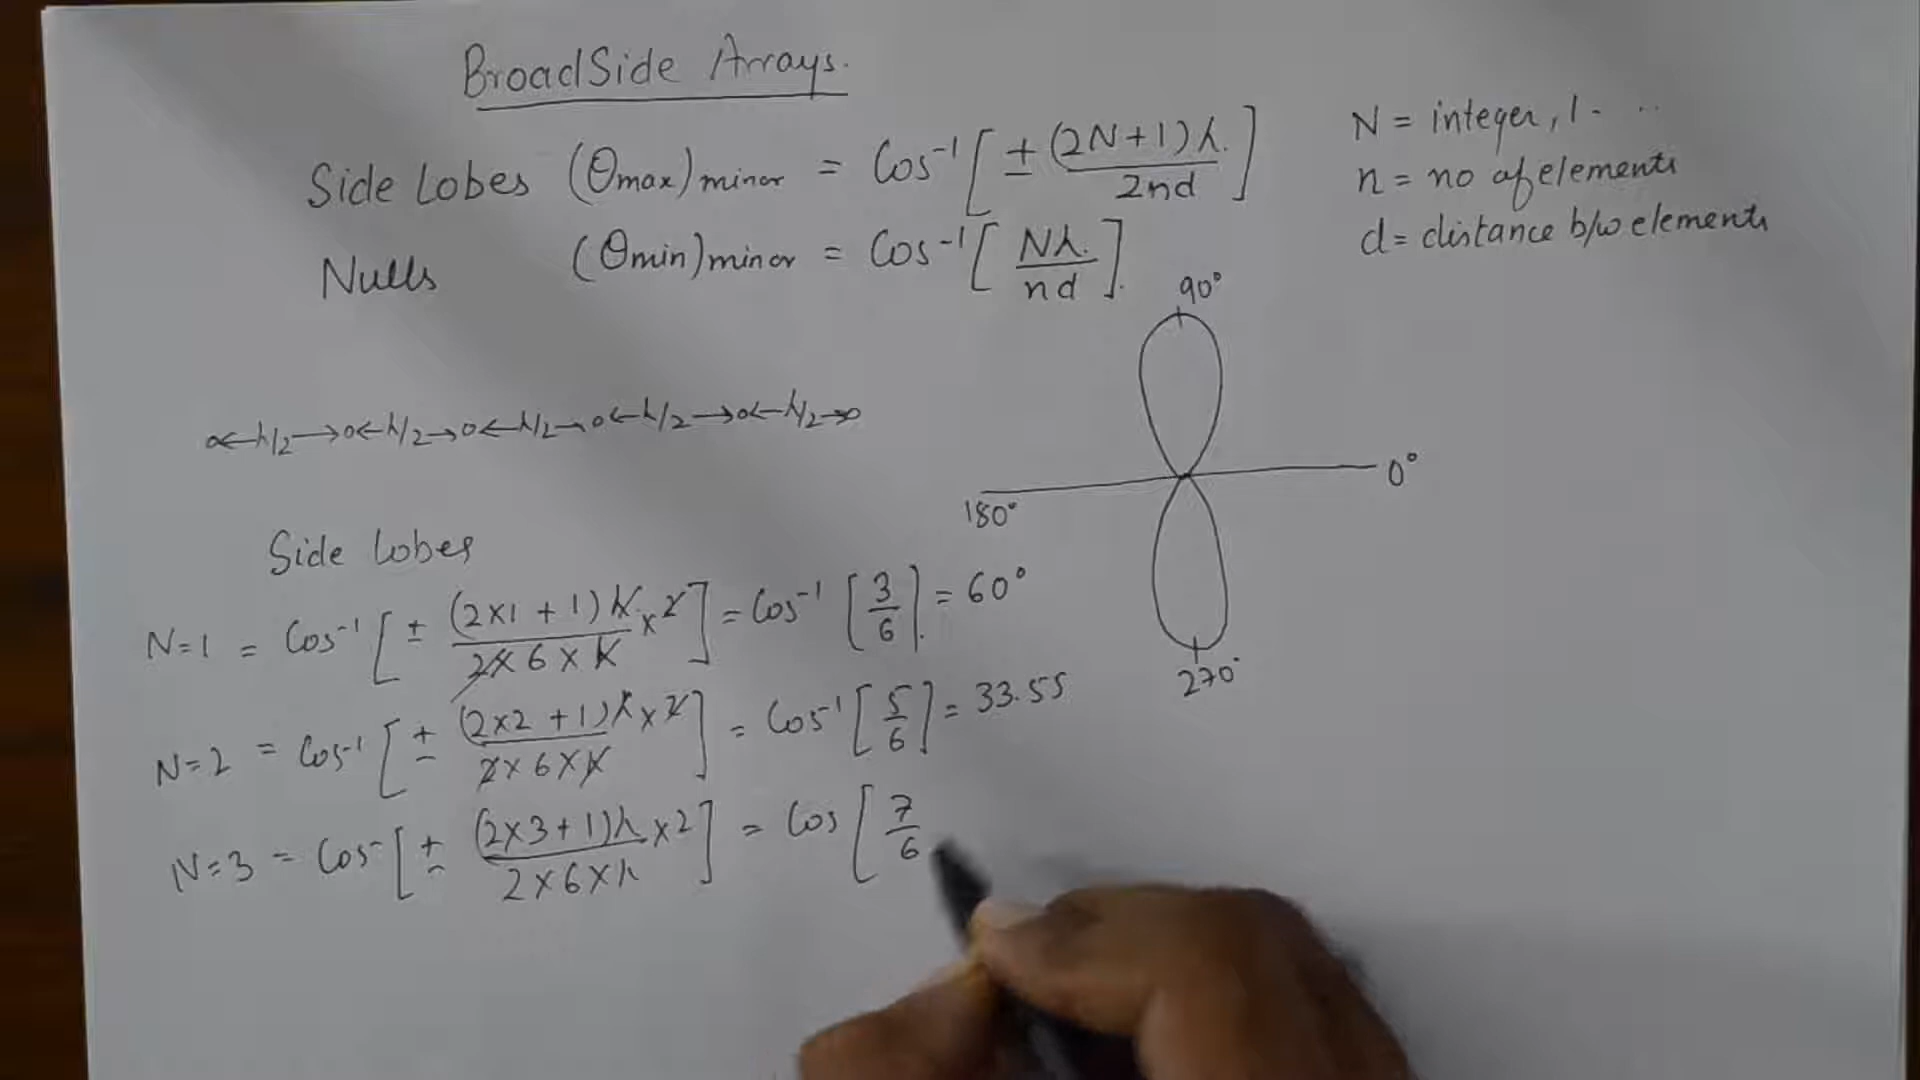 BroadSide Arrays.
Side Lobes (θmax)minor = Cos⁻¹[± (2N+1)λ / 2nd]
Nulls (θmin)minor = Cos⁻¹[Nλ / nd].
N = integer, 1- ...
n = no of elements
d = distance b/w elements
90°
o←λ/2→o←λ/2→o←λ/2→o←λ/2→o←λ/2→o
0°
180°
270°
Side lobes
N=1 = Cos⁻¹[± (2×1+1)λ×2 / 2×6×λ] = Cos⁻¹[3/6]. = 60°
N=2 = Cos⁻¹[± (2×2+1)λ×2 / 2×6×λ] = Cos⁻¹[5/6] = 33.55
N=3 = Cos⁻[± (2×3+1)λ×2 / 2×6×λ] = Cos[7/6